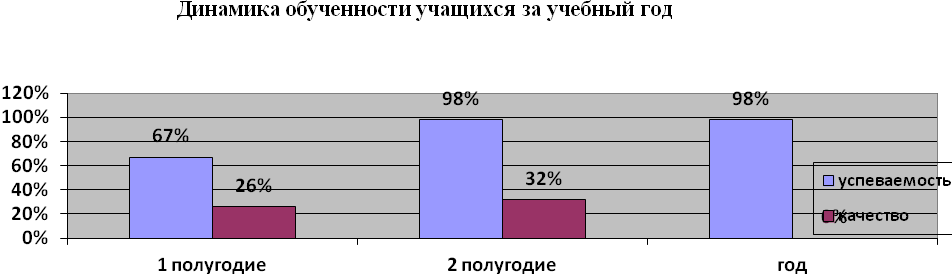 Динамика обученности учащихся за учебный год
120%
100%
80%
60%
40%
20%
0%
67%
26%
98%
32%
98%
0%
1 полугодие
2 полугодие
год
успеваемость
качество